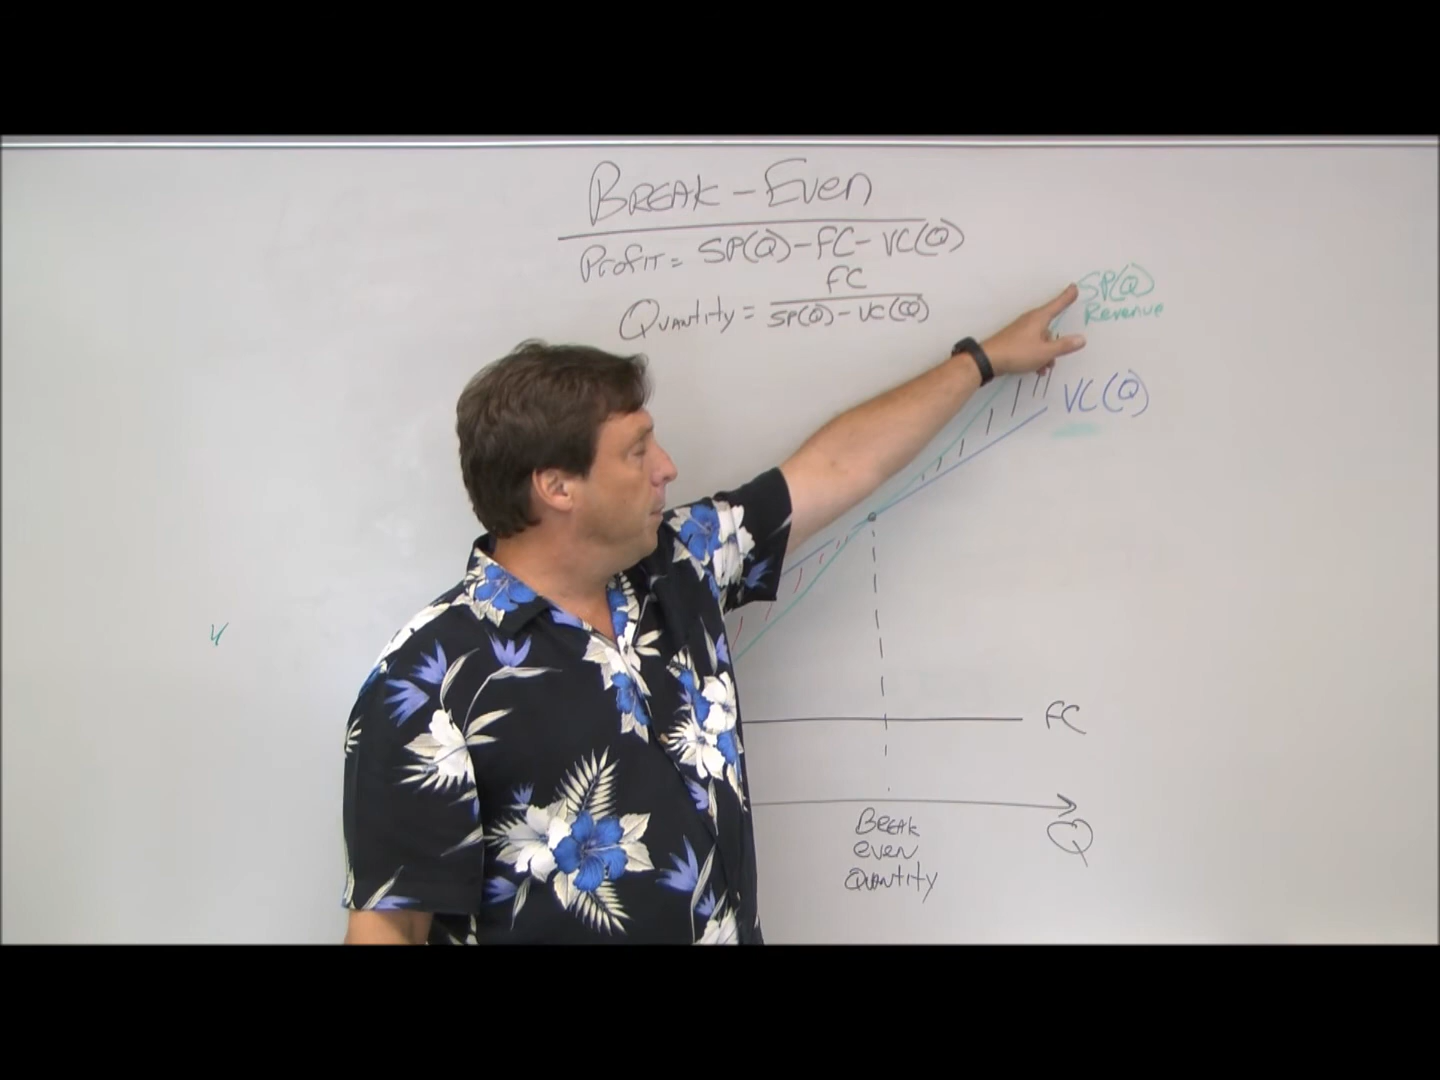 Break-Even
Profit = SP(Q) - FC - VC(Q)
FC
Quantity = SP(Q) - VC(Q)
SP(Q)
Revenue
VC(Q)
FC
Q
Break
even
Quantity